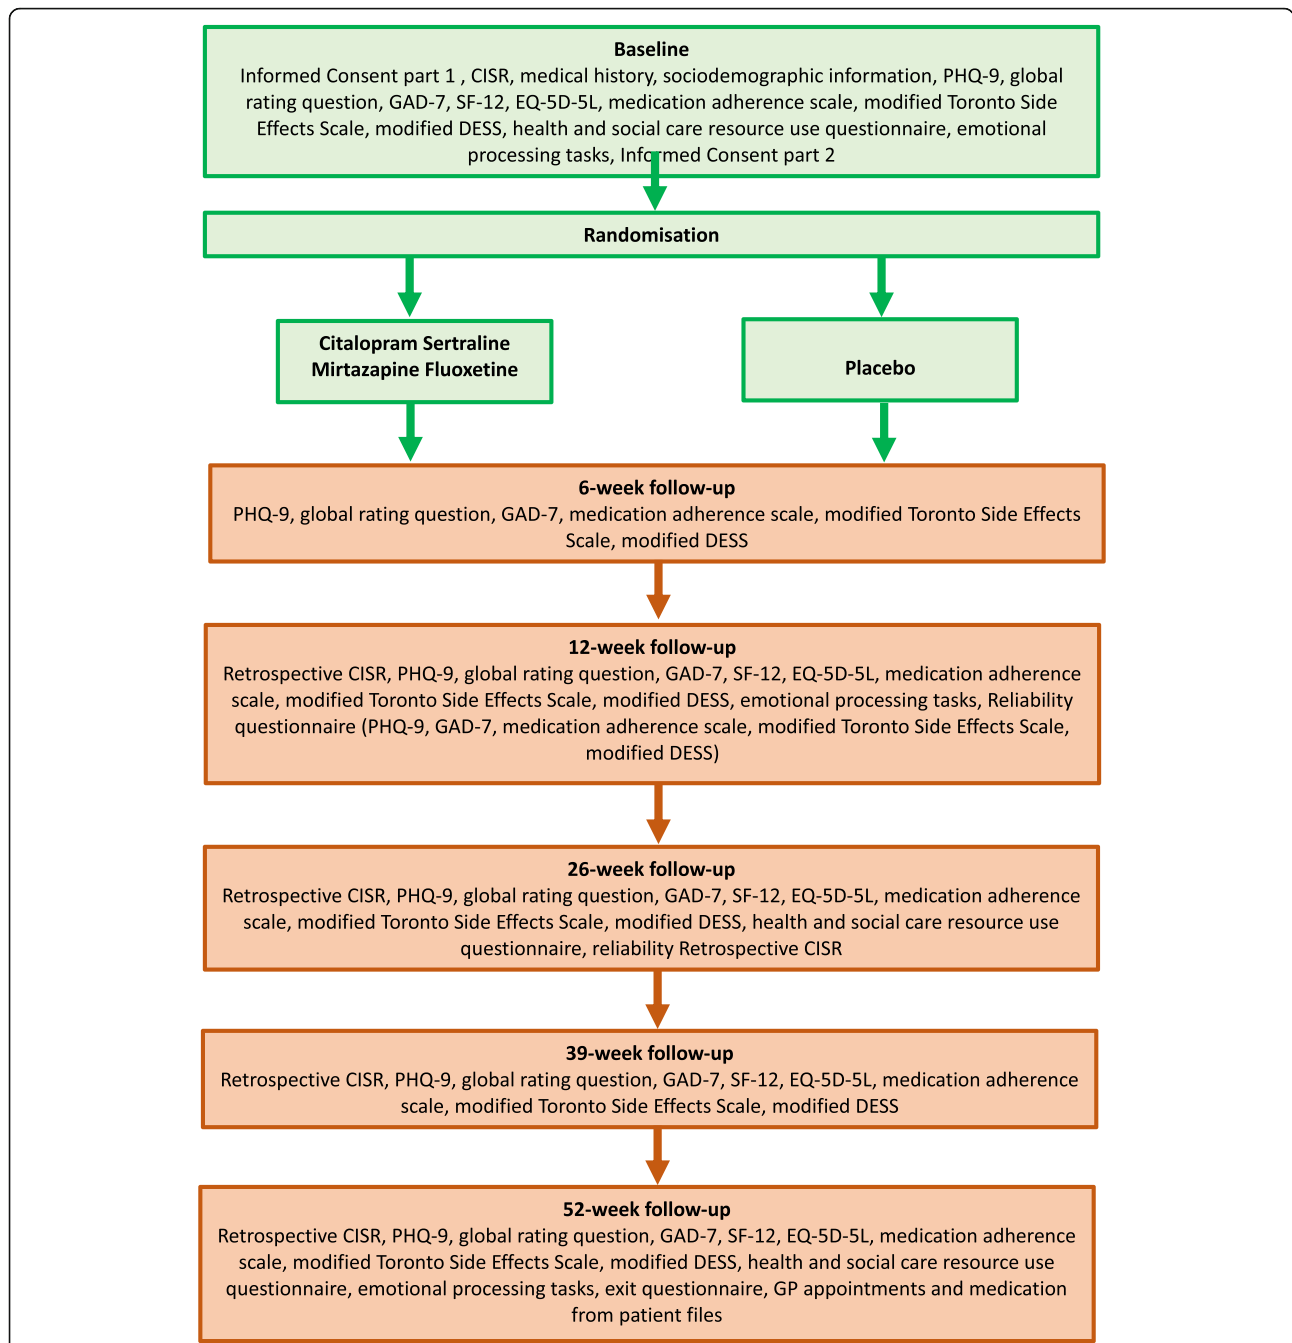 Baseline
Informed Consent part 1 , CISR, medical history, sociodemographic information, PHQ-9, global
rating question, GAD-7, SF-12, EQ-5D-5L, medication adherence scale, modified Toronto Side
Effects Scale, modified DESS, health and social care resource use questionnaire, emotional
processing tasks, Informed Consent part 2
Randomisation
Citalopram Sertraline
Mirtazapine Fluoxetine
Placebo
6-week follow-up
PHQ-9, global rating question, GAD-7, medication adherence scale, modified Toronto Side Effects
Scale, modified DESS
12-week follow-up
Retrospective CISR, PHQ-9, global rating question, GAD-7, SF-12, EQ-5D-5L, medication adherence
scale, modified Toronto Side Effects Scale, modified DESS, emotional processing tasks, Reliability
questionnaire (PHQ-9, GAD-7, medication adherence scale, modified Toronto Side Effects Scale,
modified DESS)
26-week follow-up
Retrospective CISR, PHQ-9, global rating question, GAD-7, SF-12, EQ-5D-5L, medication adherence
scale, modified Toronto Side Effects Scale, modified DESS, health and social care resource use
questionnaire, reliability Retrospective CISR
39-week follow-up
Retrospective CISR, PHQ-9, global rating question, GAD-7, SF-12, EQ-5D-5L, medication adherence
scale, modified Toronto Side Effects Scale, modified DESS
52-week follow-up
Retrospective CISR, PHQ-9, global rating question, GAD-7, SF-12, EQ-5D-5L, medication adherence
scale, modified Toronto Side Effects Scale, modified DESS, health and social care resource use
questionnaire, emotional processing tasks, exit questionnaire, GP appointments and medication
from patient files